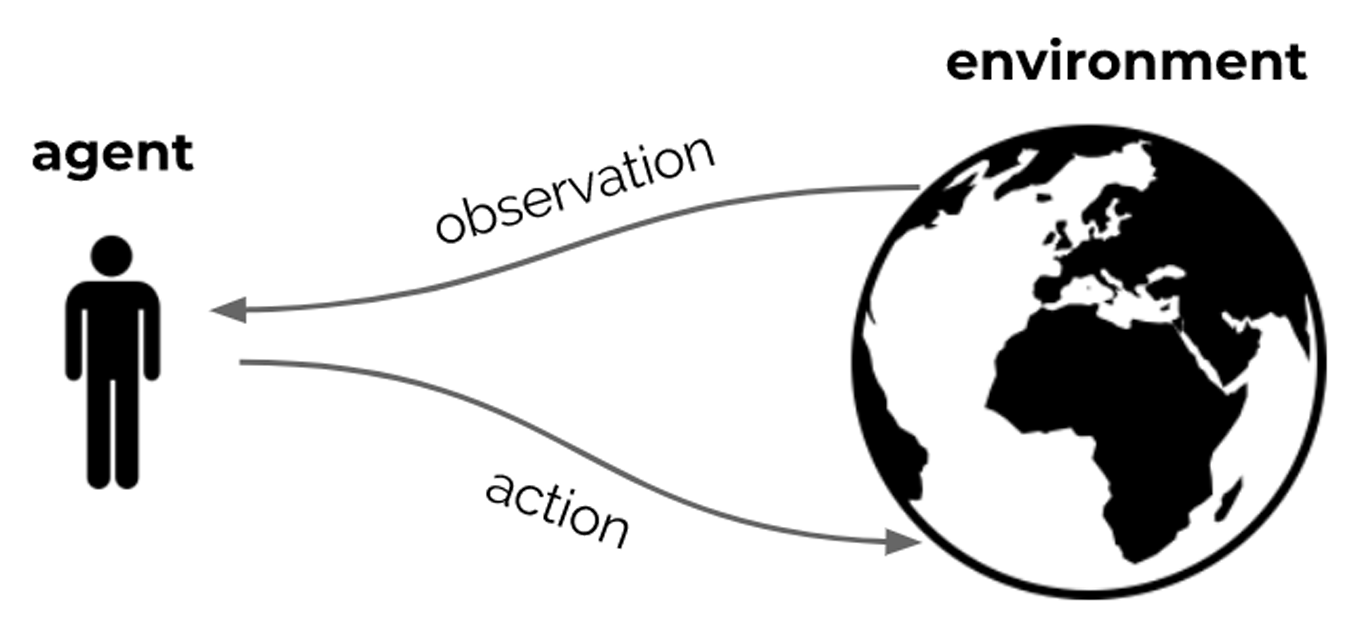 environment
agent
observation
action